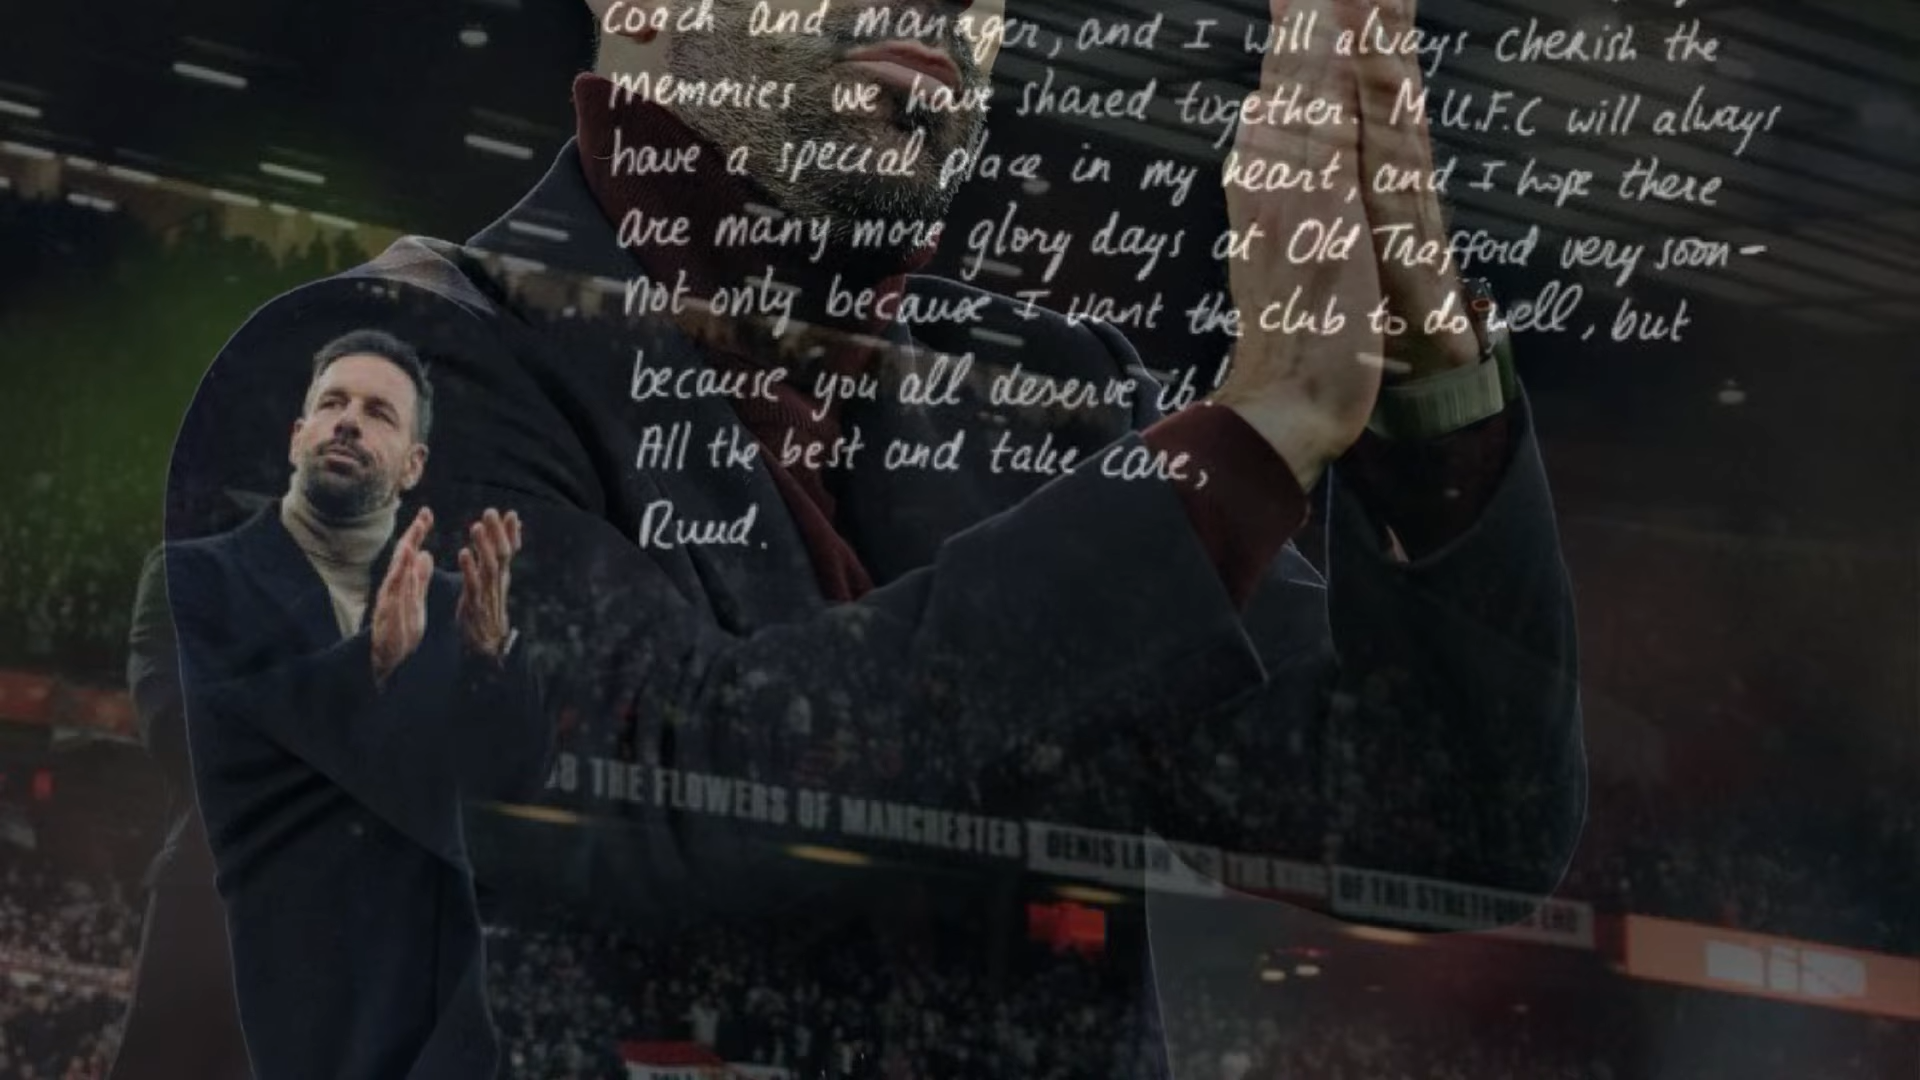 coach and manager, and I will always cherish the
memories we have shared together. M.U.F.C will always
have a special place in my heart, and I hope there
are many more glory days at Old Trafford very soon-
not only because I want the club to do well, but
because you all deserve it!
All the best and take care,
Ruud.
58 THE FLOWERS OF MANCHESTER
DENIS LAW
THE KING
OF THE STRETFORD END